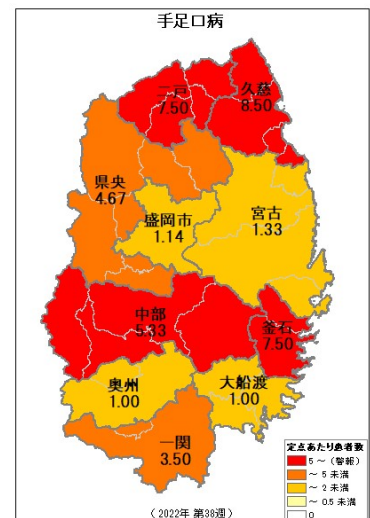 手足口病
二戸
7.50
久慈
8.50
県央
4.67
盛岡市
1.14
宮古
1.33
中部
5.33
釜石
7.50
奥州
1.00
大船渡
1.00
一関
3.50
定点あたり患者数
5 ～ (警報)
～ 5 未満
～ 2 未満
～ 0.5 未満
0
( 2022年 第38週 )